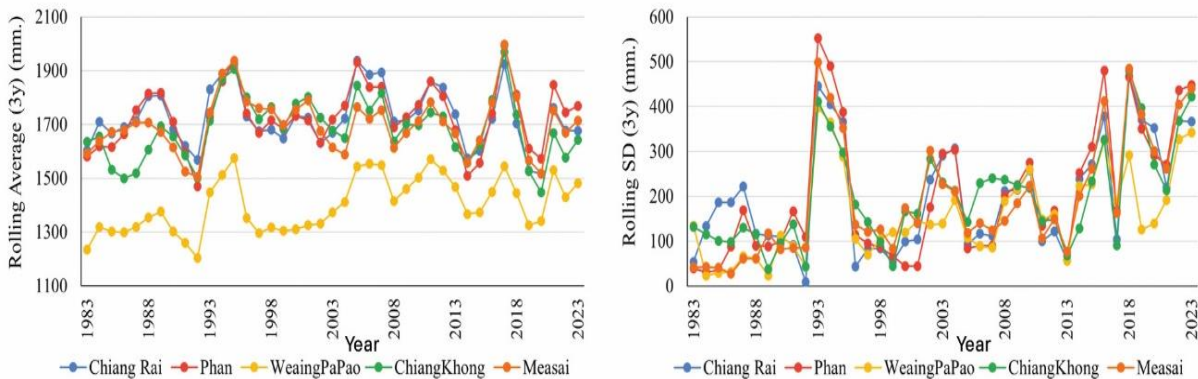 Rolling Average (3y) (mm.)
2100
1900
1700
1500
1300
1100
1983
1988
1993
1998
2003
2008
2013
2018
2023
Year
Chiang Rai
Phan
WeaingPaPao
ChiangKhong
Measai
Rolling SD (3y) (mm.)
600
500
400
300
200
100
0
1983
1988
1993
1998
2003
2008
2013
2018
2023
Year
Chiang Rai
Phan
WeaingPaPao
ChiangKhong
Measai